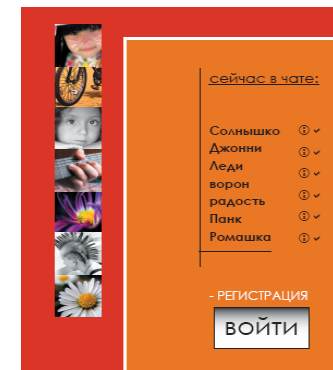 сейчас в чате:
Солнышко
Джонни
Леди
ворон
радость
Панк
Ромашка
- РЕГИСТРАЦИЯ
ВОЙТИ